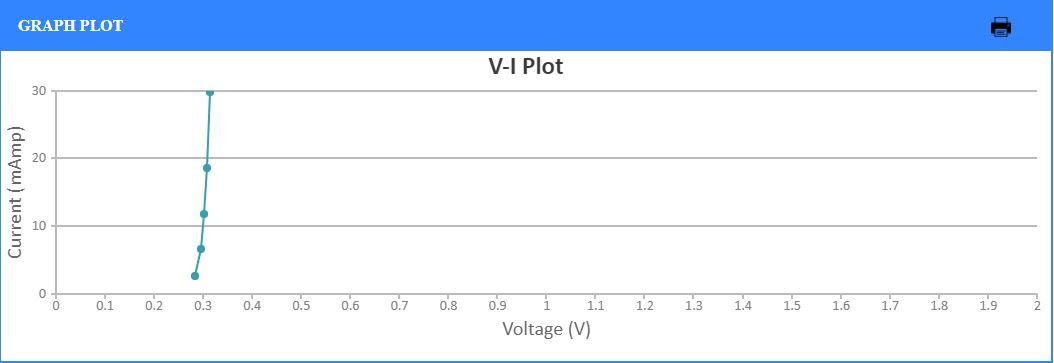 GRAPH PLOT
V-I Plot
30
20
10
0
Current ( mAmp)
0 0.1 0.2 0.3 0.4 0.5 0.6 0.7 0.8 0.9 1 1.1 1.2 1.3 1.4 1.5 1.6 1.7 1.8 1.9 2
Voltage (V)